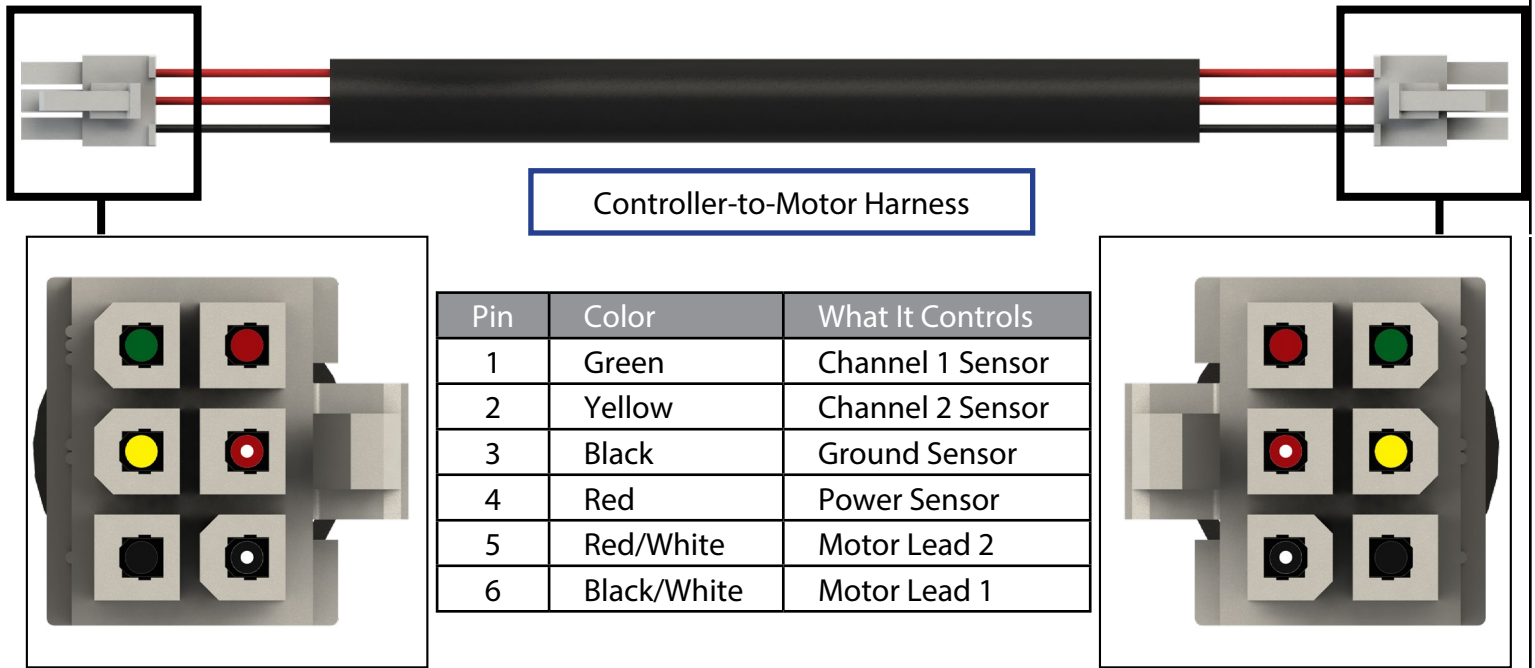 Controller-to-Motor Harness
Pin Color What It Controls
1 Green Channel 1 Sensor
2 Yellow Channel 2 Sensor
3 Black Ground Sensor
4 Red Power Sensor
5 Red/White Motor Lead 2
6 Black/White Motor Lead 1